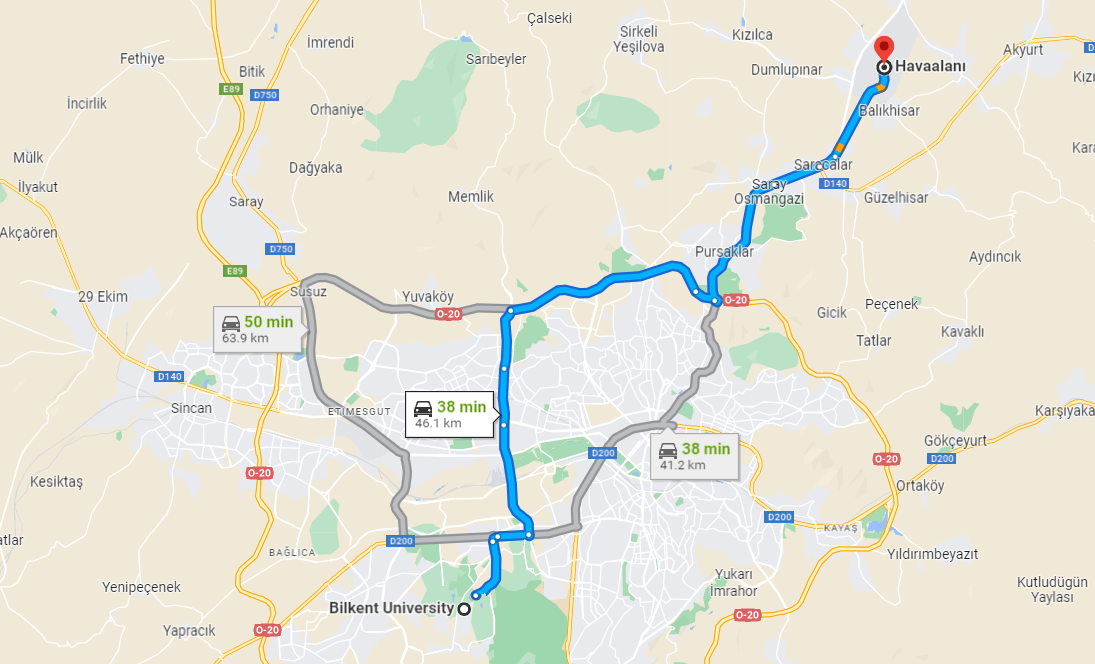 Çalseki
Sirkeli
Yeşilova
Kızılca
İmrendi
Fethiye
Sarıbeyler
Akyurt
D
Havaalanı
Bitik
Dumlupınar
Kızı
E89
D750
İncirlik
Orhaniye
Balıkhisar
Mülk
Dağyaka
Saracalar
Kara
İlyakut
Memlik
Saray
Osmangazi
D140
Güzelhisar
Saray
Akçaören
D750
Pursaklar
Aydıncık
E89
29 Ekim
Susuz
Yuvaköy
O-20
O-20
Gicik
Peçenek
50 min
63.9 km
Kavaklı
Tatlar
D140
Sincan
ETİMESGUT
38 min
46.1 km
Karşıyaka
38 min
41.2 km
Gökçeyurt
D200
D200
O-20
O-20
Kesiktaş
Ortaköy
D200
KAYAŞ
atlar
D200
BAĞLICA
Yıldırımbeyazıt
Yenipeçenek
Yukarı
İmrahor
Kutludüğün
Yaylası
Bilkent University
O-20
Yapracık
O-20